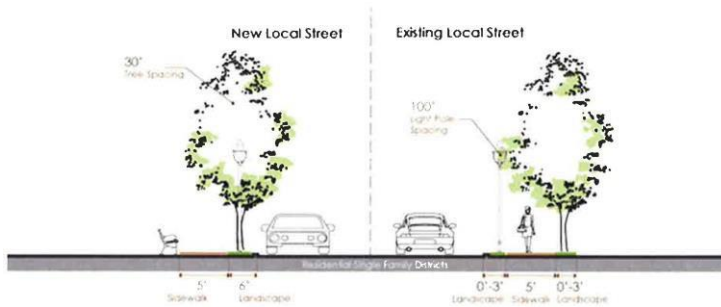 New Local Street
Existing Local Street
30"
Tree Spacing
100"
Light Pole
Spacing
Residential Single Family Districts
5'
Sidewalk
6"
Landscape
0'-3'
Landscape
5'
Sidewalk
0'-3'
Landscape